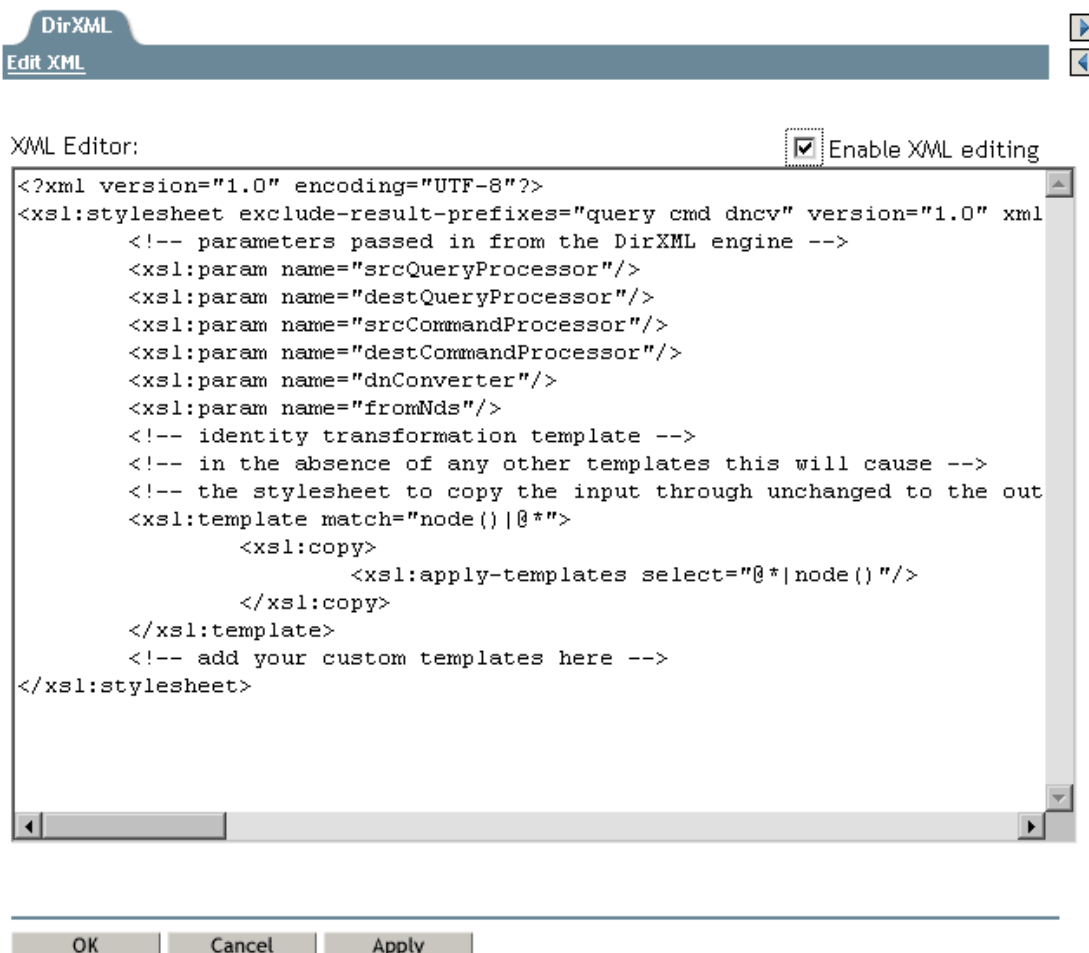 DirXML
Edit XML
XML Editor:
Enable XML editing
<?xml version="1.0" encoding="UTF-8"?>
<xsl:stylesheet exclude-result-prefixes="query cmd dncv" version="1.0" xml
<!-- parameters passed in from the DirXML engine -->
<xsl:param name="srcQueryProcessor"/>
<xsl:param name="destQueryProcessor"/>
<xsl:param name="srcCommandProcessor"/>
<xsl:param name="destCommandProcessor"/>
<xsl:param name="dnConverter"/>
<xsl:param name="fromNds"/>
<!-- identity transformation template -->
<!-- in the absence of any other templates this will cause -->
<!-- the stylesheet to copy the input through unchanged to the out
<xsl:template match="node()|@*">
<xsl:copy>
<xsl:apply-templates select="@*|node()"/>
</xsl:copy>
</xsl:template>
<!-- add your custom templates here -->
</xsl:stylesheet>
OK Cancel Apply